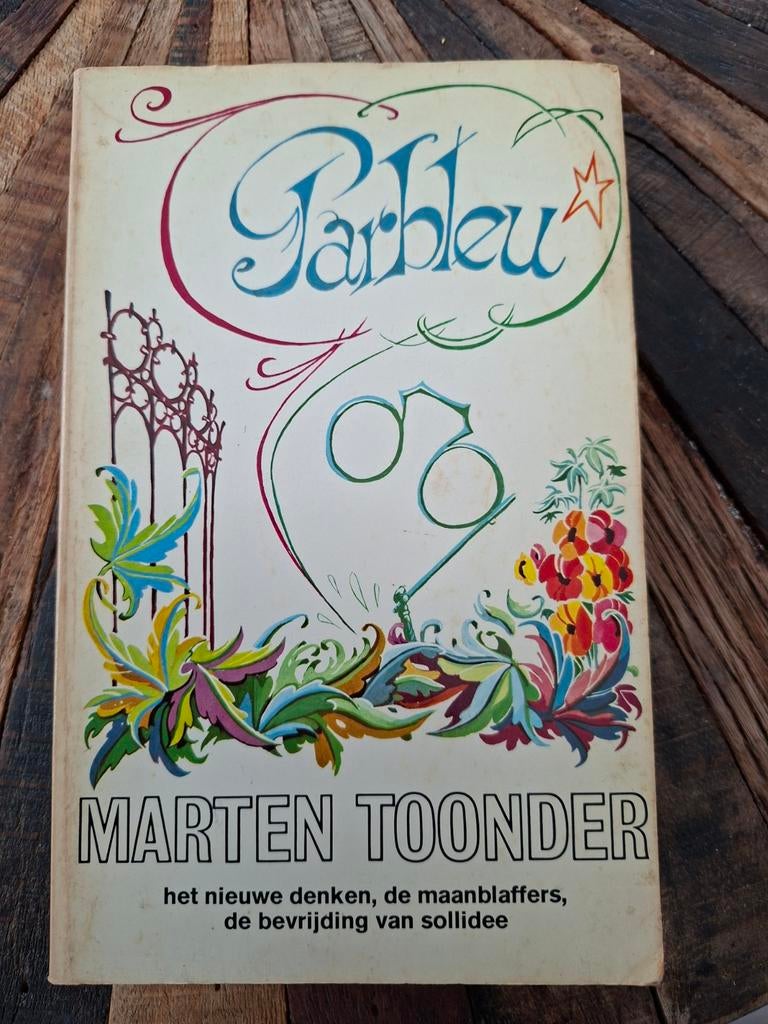 Parbleu
MARTEN TOONDER
het nieuwe denken, de maanblaffers,
de bevrijding van sollidee